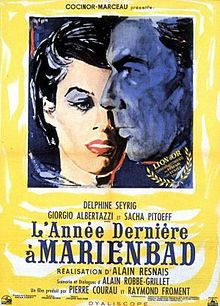 COCINOR-MARCEAU présente,
DELPHINE SEYRIG
GIORGIO ALBERTAZZI et SACHA PITOEFF
L'ANNÉE DERNIÈRE
à MARIENBAD
RÉALISATION D'ALAIN RESNAIS
Scénario et Dialogues d'ALAIN ROBBE-GRILLET
Un film produit par PIERRE COURAU et RAYMOND FROMENT
DYALISCOPE